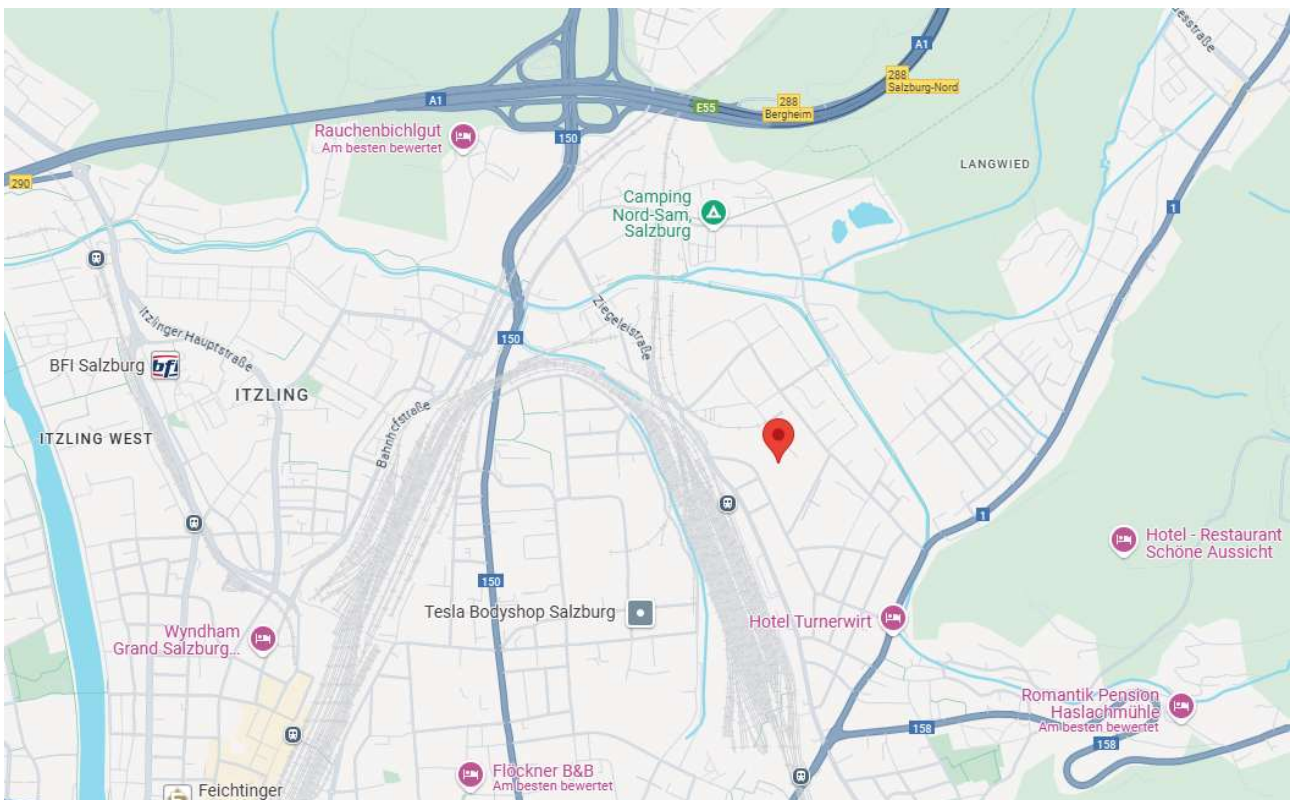 A1
288
Salzburg-Nord
288
Bergheim
E55
A1
150
Rauchenbichlgut
Am besten bewertet
290
LANGWIED
Camping
Nord-Sam,
Salzburg
1
Ziegeleistraße
Itzlinger Hauptstraße
150
BFI Salzburg
bfi
ITZLING
ITZLING WEST
Bahnhofstraße
1
Hotel - Restaurant
Schöne Aussicht
150
Tesla Bodyshop Salzburg
Hotel Turnerwirt
Wyndham
Grand Salzburg...
Romantik Pension
Haslachmühle
Am besten bewertet
158
158
Flöckner B&B
Am besten bewertet
Feichtinger